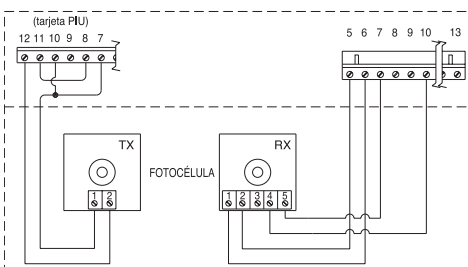 (tarjeta PIU)
12 11 10 9 8 7
5 6 7 8 9 10 13
TX
RX
FOTOCÉLULA
1 2
1 2 3 4 5